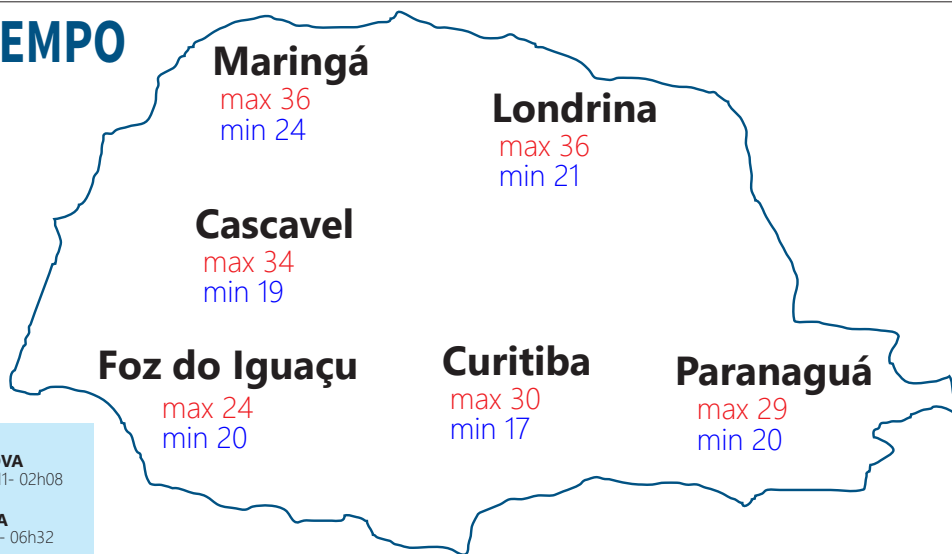 EMPO
Maringá
max 36
min 24
Londrina
max 36
min 21
Cascavel
max 34
min 19
Foz do Iguaçu
max 24
min 20
Curitiba
max 30
min 17
Paranaguá
max 29
min 20
1- 02h08
- 06h32